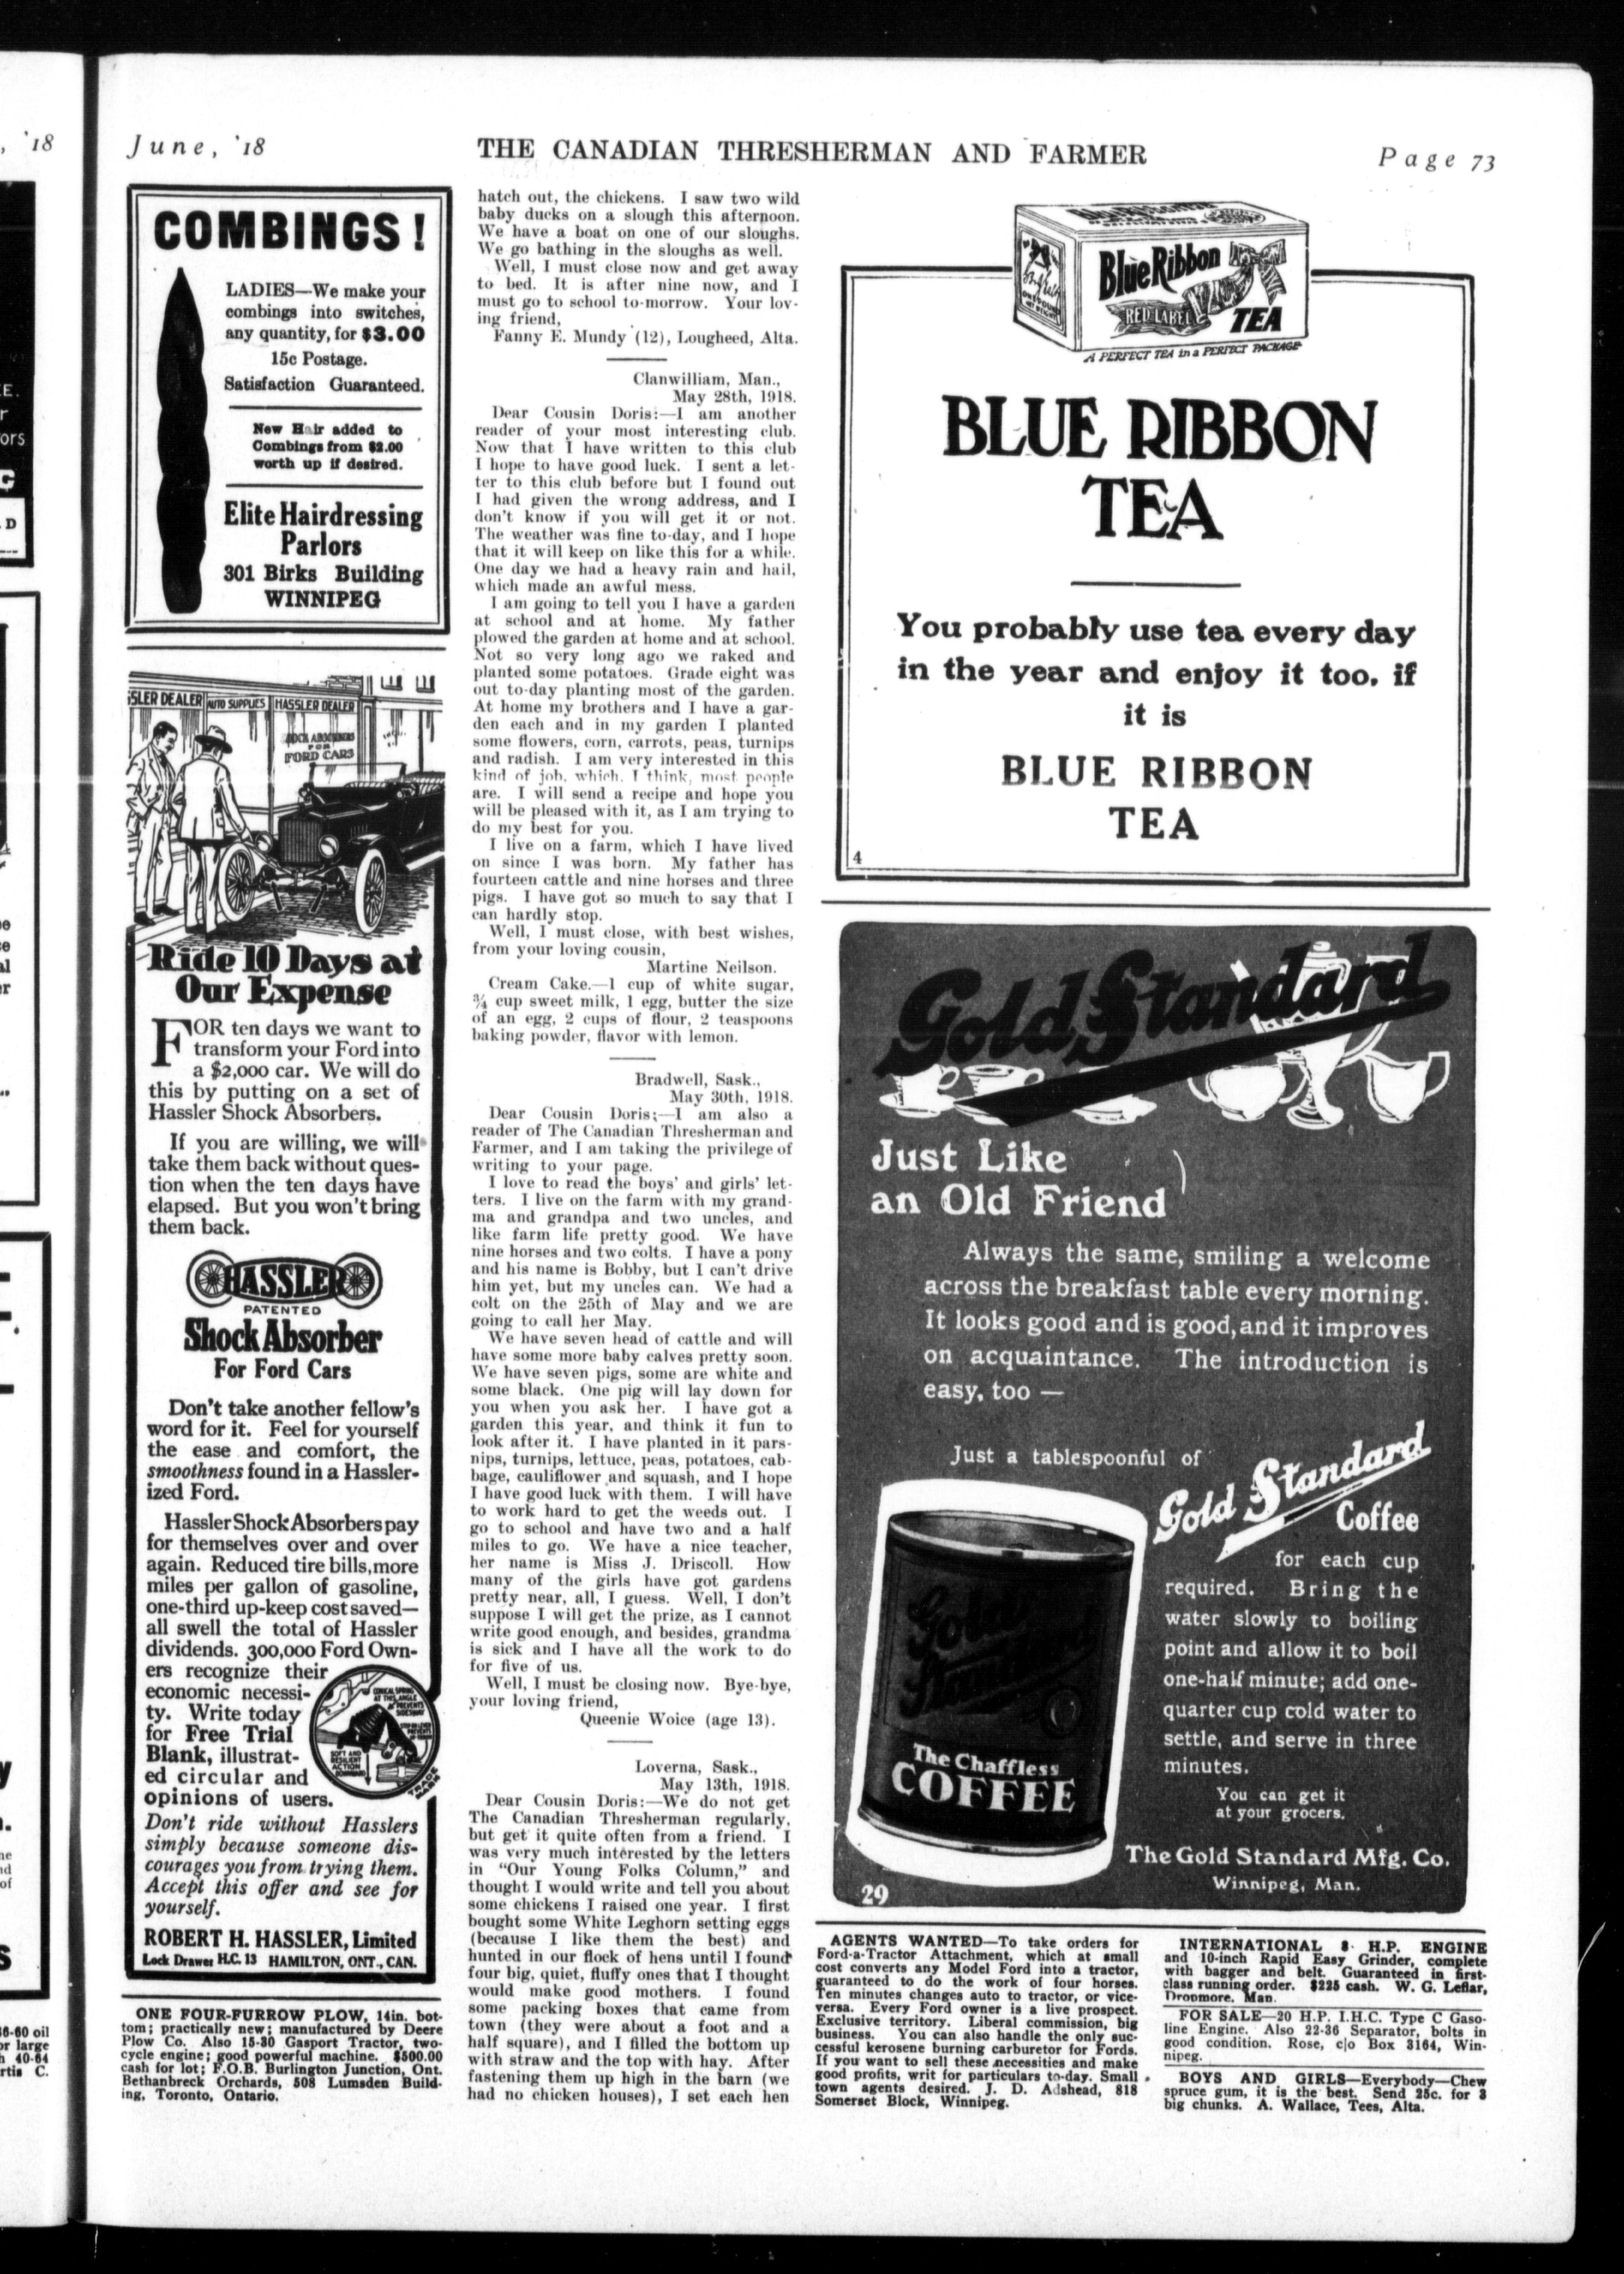 June, '18
THE CANADIAN THRESHERMAN AND FARMER
Page 73
COMBINGS!
LADIES—We make your
combings into switches,
any quantity, for $3.00
15c Postage.
Satisfaction Guaranteed.
New Hair added to
Combings from $2.00
worth up if desired.
Elite Hairdressing
Parlors
301 Birks Building
WINNIPEG
SSLER DEALER
AUTO SUPPLIES
HASSLER DEALER
SHOCK ABSORBERS
FOR
FORD CARS
Ride 10 Days at
Our Expense
FOR ten days we want to
transform your Ford into
a $2,000 car. We will do
this by putting on a set of
Hassler Shock Absorbers.
If you are willing, we will
take them back without ques-
tion when the ten days have
elapsed. But you won't bring
them back.
HASSLER
PATENTED
Shock Absorber
For Ford Cars
Don't take another fellow's
word for it. Feel for yourself
the ease and comfort, the
smoothness found in a Hassler-
ized Ford.
Hassler Shock Absorbers pay
for themselves over and over
again. Reduced tire bills, more
miles per gallon of gasoline,
one-third up-keep cost saved—
all swell the total of Hassler
dividends. 300,000 Ford Own-
ers recognize their
economic necessi-
ty. Write today
for Free Trial
Blank, illustrat-
ed circular and
opinions of users.
CONICAL SPRING
AT THIS ANGLE
PREVENTS
SIDESWAY
SOFT AND
RESILIENT
ACTION
DOWNWARD
TRADE
MARK
Don't ride without Hasslers
simply because someone dis-
courages you from trying them.
Accept this offer and see for
yourself.
ROBERT H. HASSLER, Limited
Lock Drawer H.C. 13 HAMILTON, ONT., CAN.
ONE FOUR-FURROW PLOW, 14in. bot-
tom; practically new; manufactured by Deere
Plow Co. Also 15-30 Gasport Tractor, two-
cycle engine; good powerful machine. $500.00
cash for lot; F.O.B. Burlington Junction, Ont.
Bethanbreck Orchards, 508 Lumsden Build-
ing, Toronto, Ontario.
hatch out, the chickens. I saw two wild
baby ducks on a slough this afternoon.
We have a boat on one of our sloughs.
We go bathing in the sloughs as well.
Well, I must close now and get away
to bed. It is after nine now, and I
must go to school to-morrow. Your lov-
ing friend,
Fanny E. Mundy (12), Lougheed, Alta.
Clanwilliam, Man.,
May 28th, 1918.
Dear Cousin Doris:—I am another
reader of your most interesting club.
Now that I have written to this club
I hope to have good luck. I sent a let-
ter to this club before but I found out
I had given the wrong address, and I
don't know if you will get it or not.
The weather was fine to-day, and I hope
that it will keep on like this for a while.
One day we had a heavy rain and hail,
which made an awful mess.
I am going to tell you I have a garden
at school and at home. My father
plowed the garden at home and at school.
Not so very long ago we raked and
planted some potatoes. Grade eight was
out to-day planting most of the garden.
At home my brothers and I have a gar-
den each and in my garden I planted
some flowers, corn, carrots, peas, turnips
and radish. I am very interested in this
kind of job, which, I think, most people
are. I will send a recipe and hope you
will be pleased with it, as I am trying to
do my best for you.
I live on a farm, which I have lived
on since I was born. My father has
fourteen cattle and nine horses and three
pigs. I have got so much to say that I
can hardly stop.
Well, I must close, with best wishes,
from your loving cousin,
Martine Neilson.
Cream Cake.—1 cup of white sugar,
¾ cup sweet milk, 1 egg, butter the size
of an egg, 2 cups of flour, 2 teaspoons
baking powder, flavor with lemon.
Bradwell, Sask.,
May 30th, 1918.
Dear Cousin Doris;—I am also a
reader of The Canadian Thresherman and
Farmer, and I am taking the privilege of
writing to your page.
I love to read the boys' and girls' let-
ters. I live on the farm with my grand-
ma and grandpa and two uncles, and
like farm life pretty good. We have
nine horses and two colts. I have a pony
and his name is Bobby, but I can't drive
him yet, but my uncles can. We had a
colt on the 25th of May and we are
going to call her May.
We have seven head of cattle and will
have some more baby calves pretty soon.
We have seven pigs, some are white and
some black. One pig will lay down for
you when you ask her. I have got a
garden this year, and think it fun to
look after it. I have planted in it pars-
nips, turnips, lettuce, peas, potatoes, cab-
bage, cauliflower and squash, and I hope
I have good luck with them. I will have
to work hard to get the weeds out. I
go to school and have two and a half
miles to go. We have a nice teacher,
her name is Miss J. Driscoll. How
many of the girls have got gardens
pretty near, all, I guess. Well, I don't
suppose I will get the prize, as I cannot
write good enough, and besides, grandma
is sick and I have all the work to do
for five of us.
Well, I must be closing now. Bye-bye,
your loving friend,
Queenie Woice (age 13).
Loverna, Sask.,
May 13th, 1918.
Dear Cousin Doris:—We do not get
The Canadian Thresherman regularly,
but get it quite often from a friend. I
was very much interested by the letters
in "Our Young Folks Column," and
thought I would write and tell you about
some chickens I raised one year. I first
bought some White Leghorn setting eggs
(because I like them the best) and
hunted in our flock of hens until I found
four big, quiet, fluffy ones that I thought
would make good mothers. I found
some packing boxes that came from
town (they were about a foot and a
half square), and I filled the bottom up
with straw and the top with hay. After
fastening them up high in the barn (we
had no chicken houses), I set each hen
Blue Ribbon
RED LABEL
TEA
A PERFECT TEA in a PERFECT PACKAGE
BLUE RIBBON
TEA
You probably use tea every day
in the year and enjoy it too, if
it is
BLUE RIBBON
TEA
4
Gold Standard
Just Like
an Old Friend
Always the same, smiling a welcome
across the breakfast table every morning.
It looks good and is good, and it improves
on acquaintance. The introduction is
easy, too —
Just a tablespoonful of
Gold Standard
Coffee
for each cup
required. Bring the
water slowly to boiling
point and allow it to boil
one-half minute; add one-
quarter cup cold water to
settle, and serve in three
minutes.
You can get it
at your grocers.
Gold
Standard
The Chaffless
COFFEE
The Gold Standard Mfg. Co.
Winnipeg, Man.
29
AGENTS WANTED—To take orders for
Ford-a-Tractor Attachment, which at small
cost converts any Model Ford into a tractor,
guaranteed to do the work of four horses.
Ten minutes changes auto to tractor, or vice-
versa. Every Ford owner is a live prospect.
Exclusive territory. Liberal commission, big
business. You can also handle the only suc-
cessful kerosene burning carburetor for Fords.
If you want to sell these necessities and make
good profits, writ for particulars to-day. Small
town agents desired. J. D. Adshead, 818
Somerset Block, Winnipeg.
INTERNATIONAL 8 H.P. ENGINE
and 10-inch Rapid Easy Grinder, complete
with bagger and belt. Guaranteed in first-
class running order. $225 cash. W. G. Leflar,
Dropmore, Man.
FOR SALE—20 H.P. I.H.C. Type C Gaso-
line Engine. Also 22-36 Separator, bolts in
good condition. Rose, c|o Box 3164, Win-
nipeg.
BOYS AND GIRLS—Everybody—Chew
spruce gum, it is the best. Send 25c. for 3
big chunks. A. Wallace, Tees, Alta.